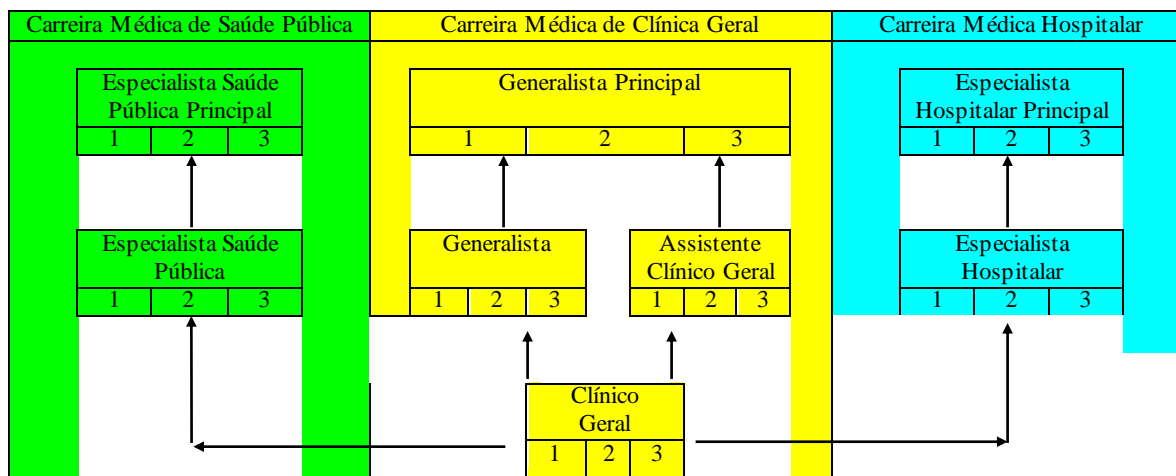 Carreira Médica de Saúde Pública
Carreira Médica de Clínica Geral
Carreira Médica Hospitalar
Especialista Saúde
Pública Principal
1 2 3
Generalista Principal
1 2 3
Especialista
Hospitalar Principal
1 2 3
Especialista Saúde
Pública
1 2 3
Generalista
1 2 3
Assistente
Clínico Geral
1 2 3
Especialista
Hospitalar
1 2 3
Clínico
Geral
1 2 3